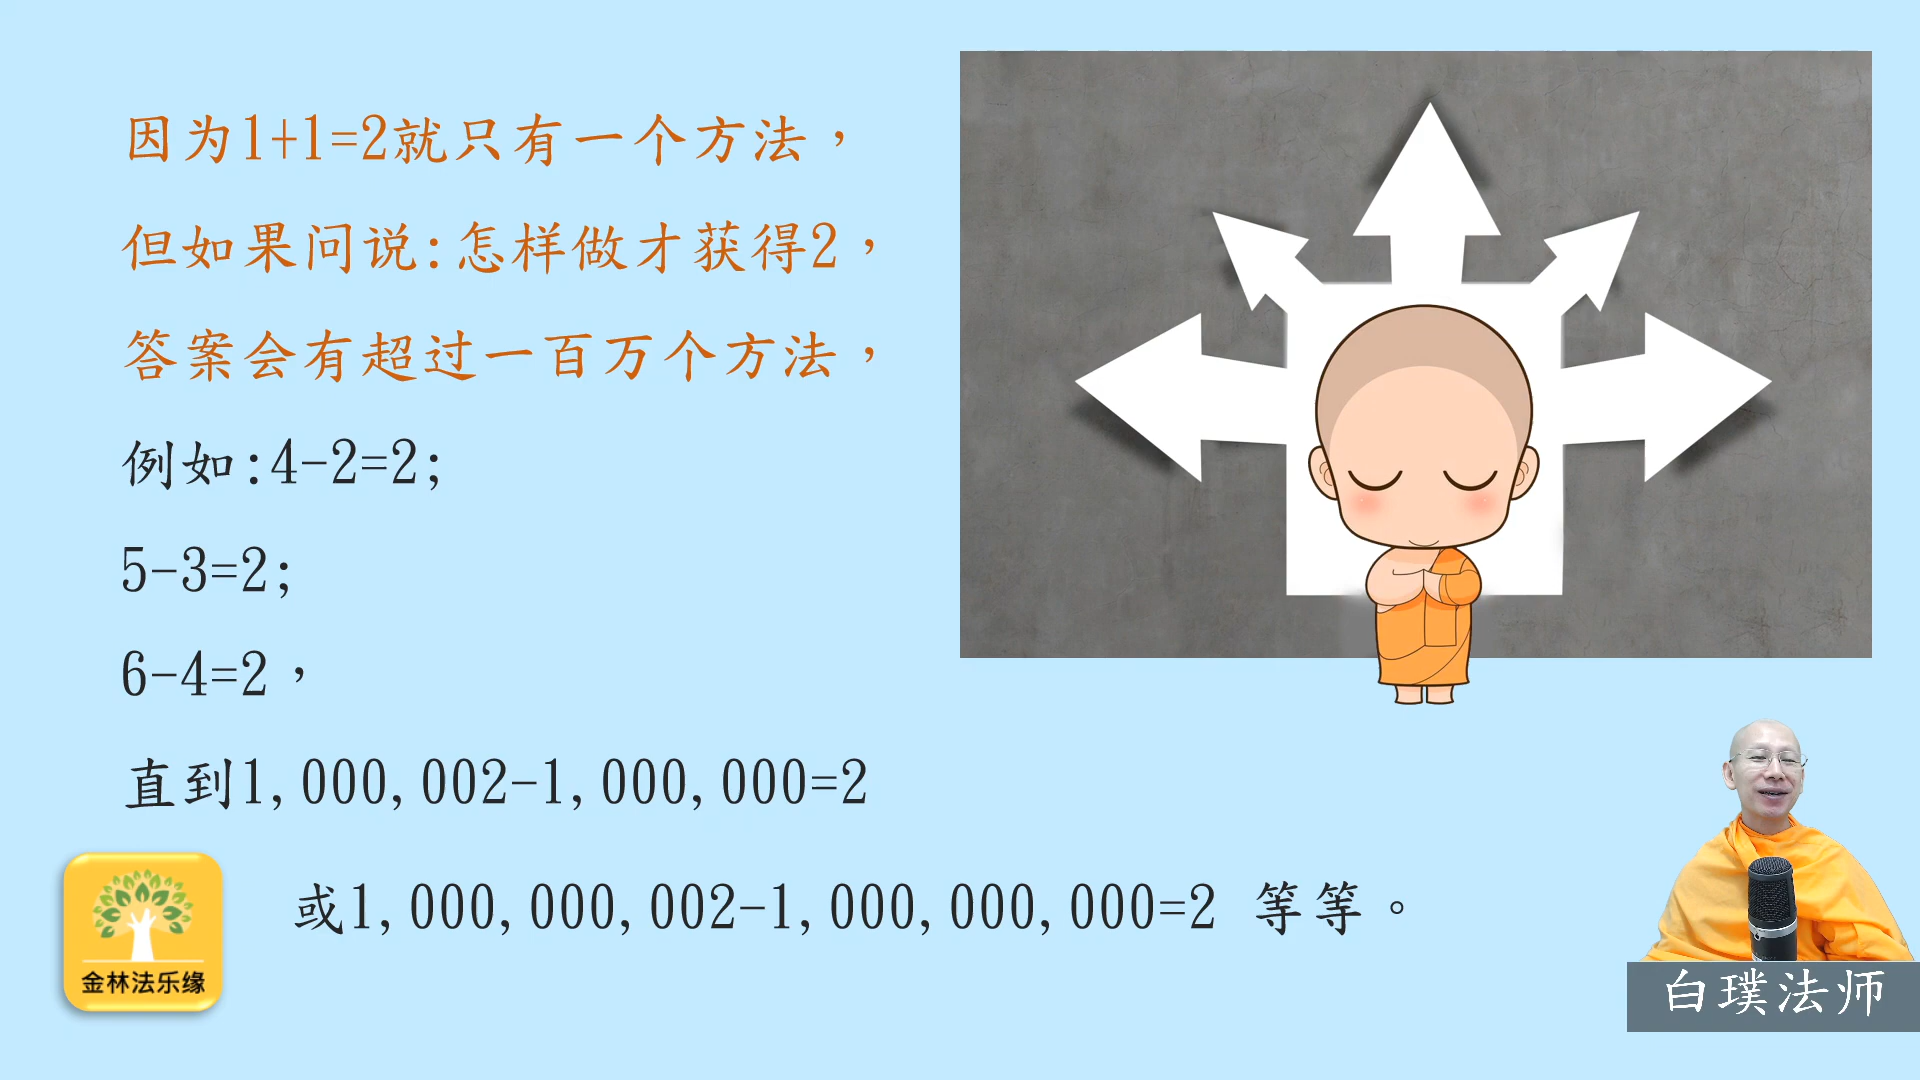 因为1+1=2就只有一个方法，
但如果问说:怎样做才获得2，
答案会有超过一百万个方法，
例如:4-2=2;
5-3=2;
6-4=2，
直到1,000,002-1,000,000=2
或1,000,000,002-1,000,000,000=2 等等。
金林法乐缘
白璞法师